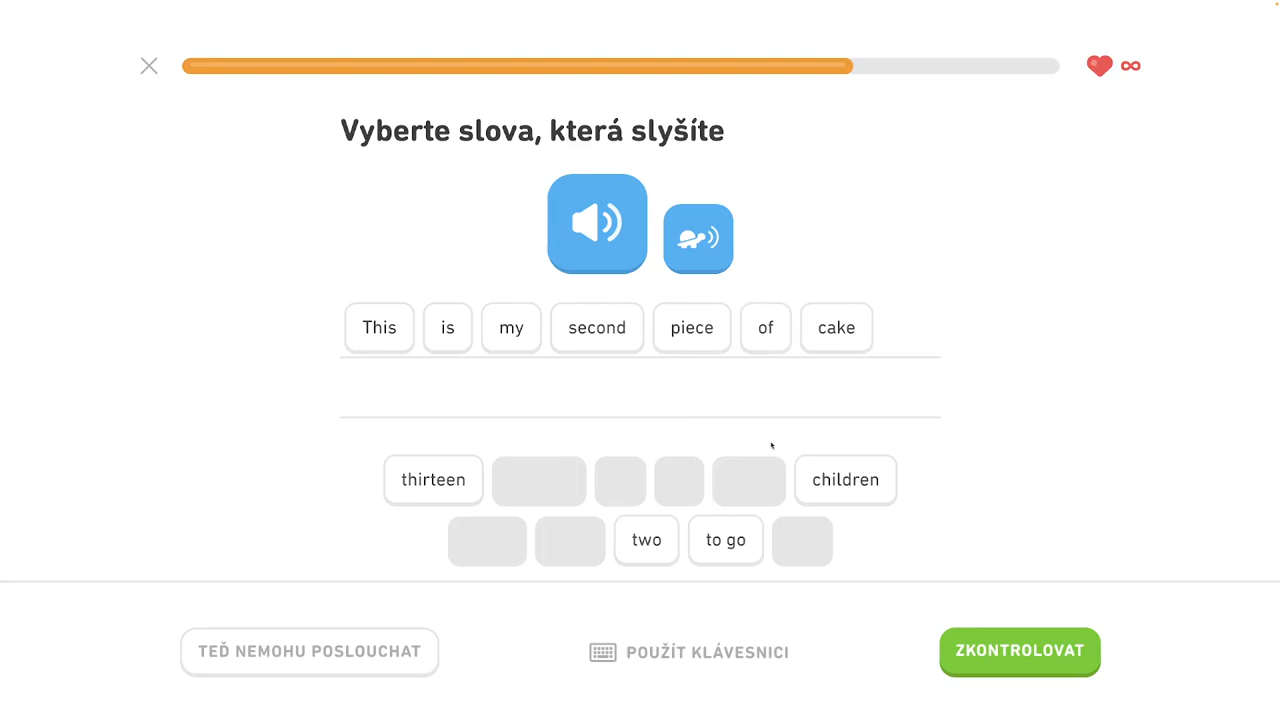 ∞
Vyberte slova, která slyšíte
This is my second piece of cake
thirteen children
two to go
TEĎ NEMOHU POSLOUCHAT POUŽÍT KLÁVESNICI ZKONTROLOVAT